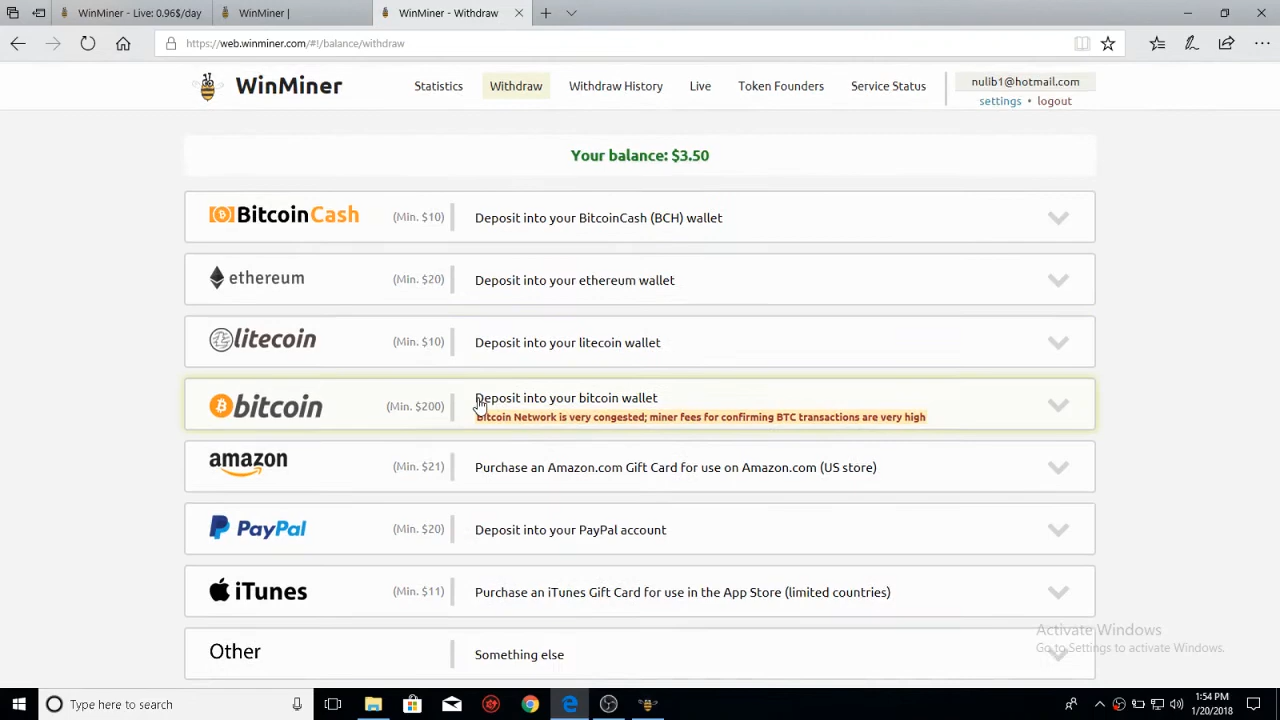 WinMiner - Live: 0.96$/day
WinMiner |
WinMiner - Withdraw
https://web.winminer.com/#!/balance/withdraw
WinMiner
Statistics
Withdraw
Withdraw History
Live
Token Founders
Service Status
nulib1@hotmail.com
settings • logout
Your balance: $3.50
BitcoinCash (Min. $10) Deposit into your BitcoinCash (BCH) wallet
ethereum (Min. $20) Deposit into your ethereum wallet
litecoin (Min. $10) Deposit into your litecoin wallet
bitcoin (Min. $200) Deposit into your bitcoin wallet
Bitcoin Network is very congested; miner fees for confirming BTC transactions are very high
amazon (Min. $21) Purchase an Amazon.com Gift Card for use on Amazon.com (US store)
PayPal (Min. $20) Deposit into your PayPal account
iTunes (Min. $11) Purchase an iTunes Gift Card for use in the App Store (limited countries)
Other Something else
Activate Windows
Go to Settings to activate Windows.
Type here to search
1:54 PM
1/20/2018